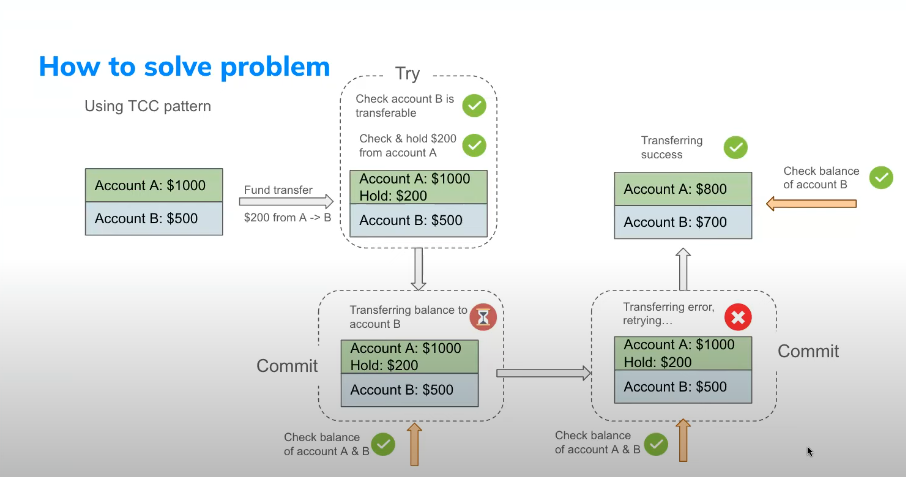 How to solve problem
Using TCC pattern
Try
Check account B is
transferable
Check & hold $200
from account A
Account A: $1000
Hold: $200
Account B: $500
Account A: $1000
Account B: $500
Fund transfer
$200 from A -> B
Transferring
success
Account A: $800
Account B: $700
Check balance
of account B
Commit
Transferring balance to
account B
Account A: $1000
Hold: $200
Account B: $500
Check balance
of account A & B
Transferring error,
retrying...
Account A: $1000
Hold: $200
Account B: $500
Commit
Check balance
of account A & B